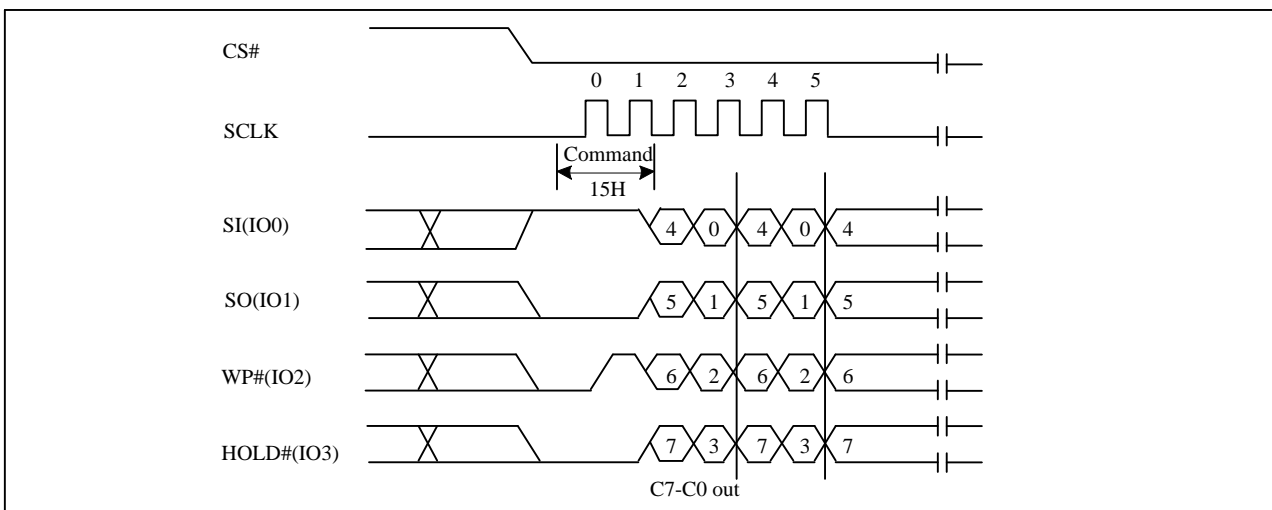 CS#
0 1 2 3 4 5
SCLK
Command
15H
SI(IO0) 4 0 4 0 4
SO(IO1) 5 1 5 1 5
WP#(IO2) 6 2 6 2 6
HOLD#(IO3) 7 3 7 3 7
C7-C0 out